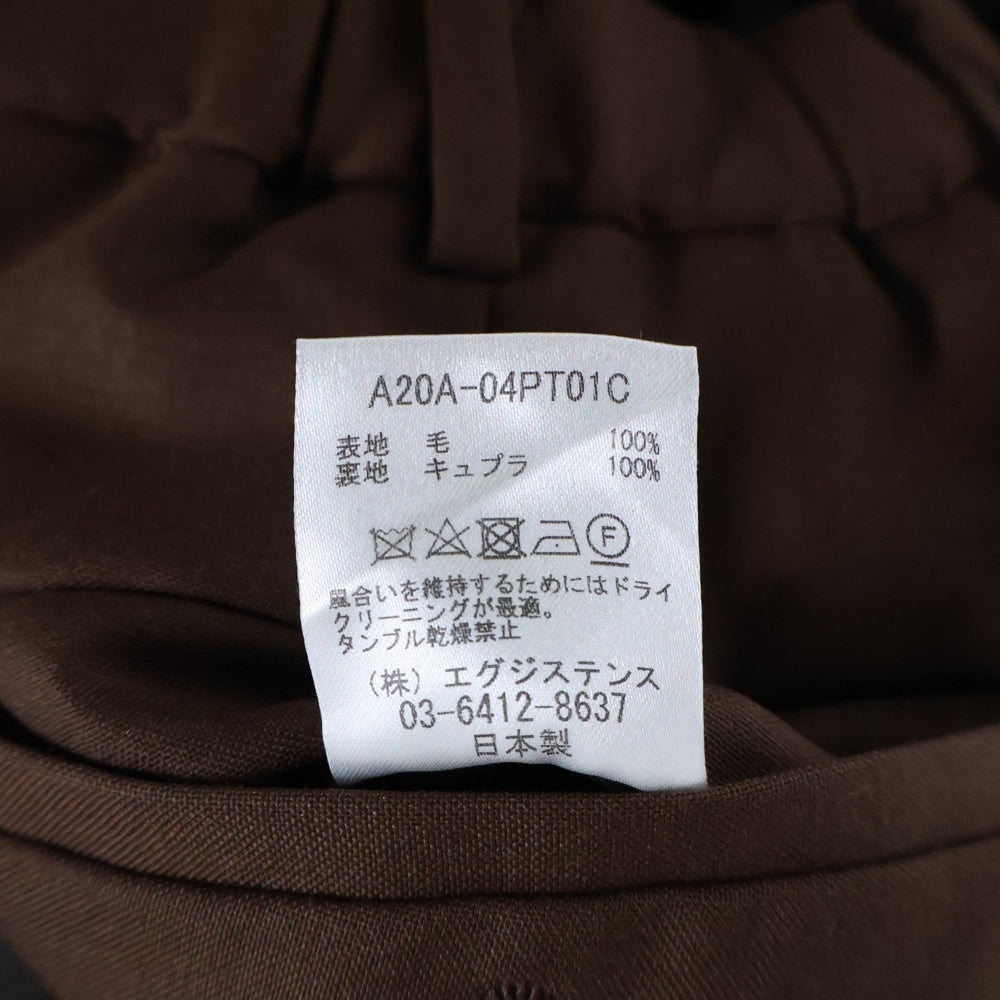 A20A-04PT01C
表地 毛 100%
裏地 キュプラ 100%
F
風合いを維持するためにはドライ
クリーニングが最適。
タンブル乾燥禁止
(株) エグジステンス
03-6412-8637
日本製